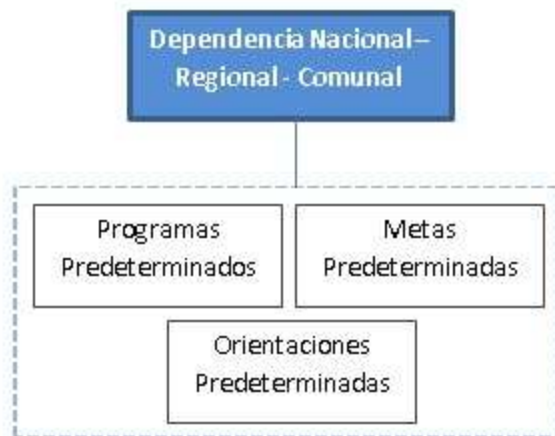 Dependencia Nacional –
Regional - Comunal
Programas
Predeterminados
Metas
Predeterminadas
Orientaciones
Predeterminadas